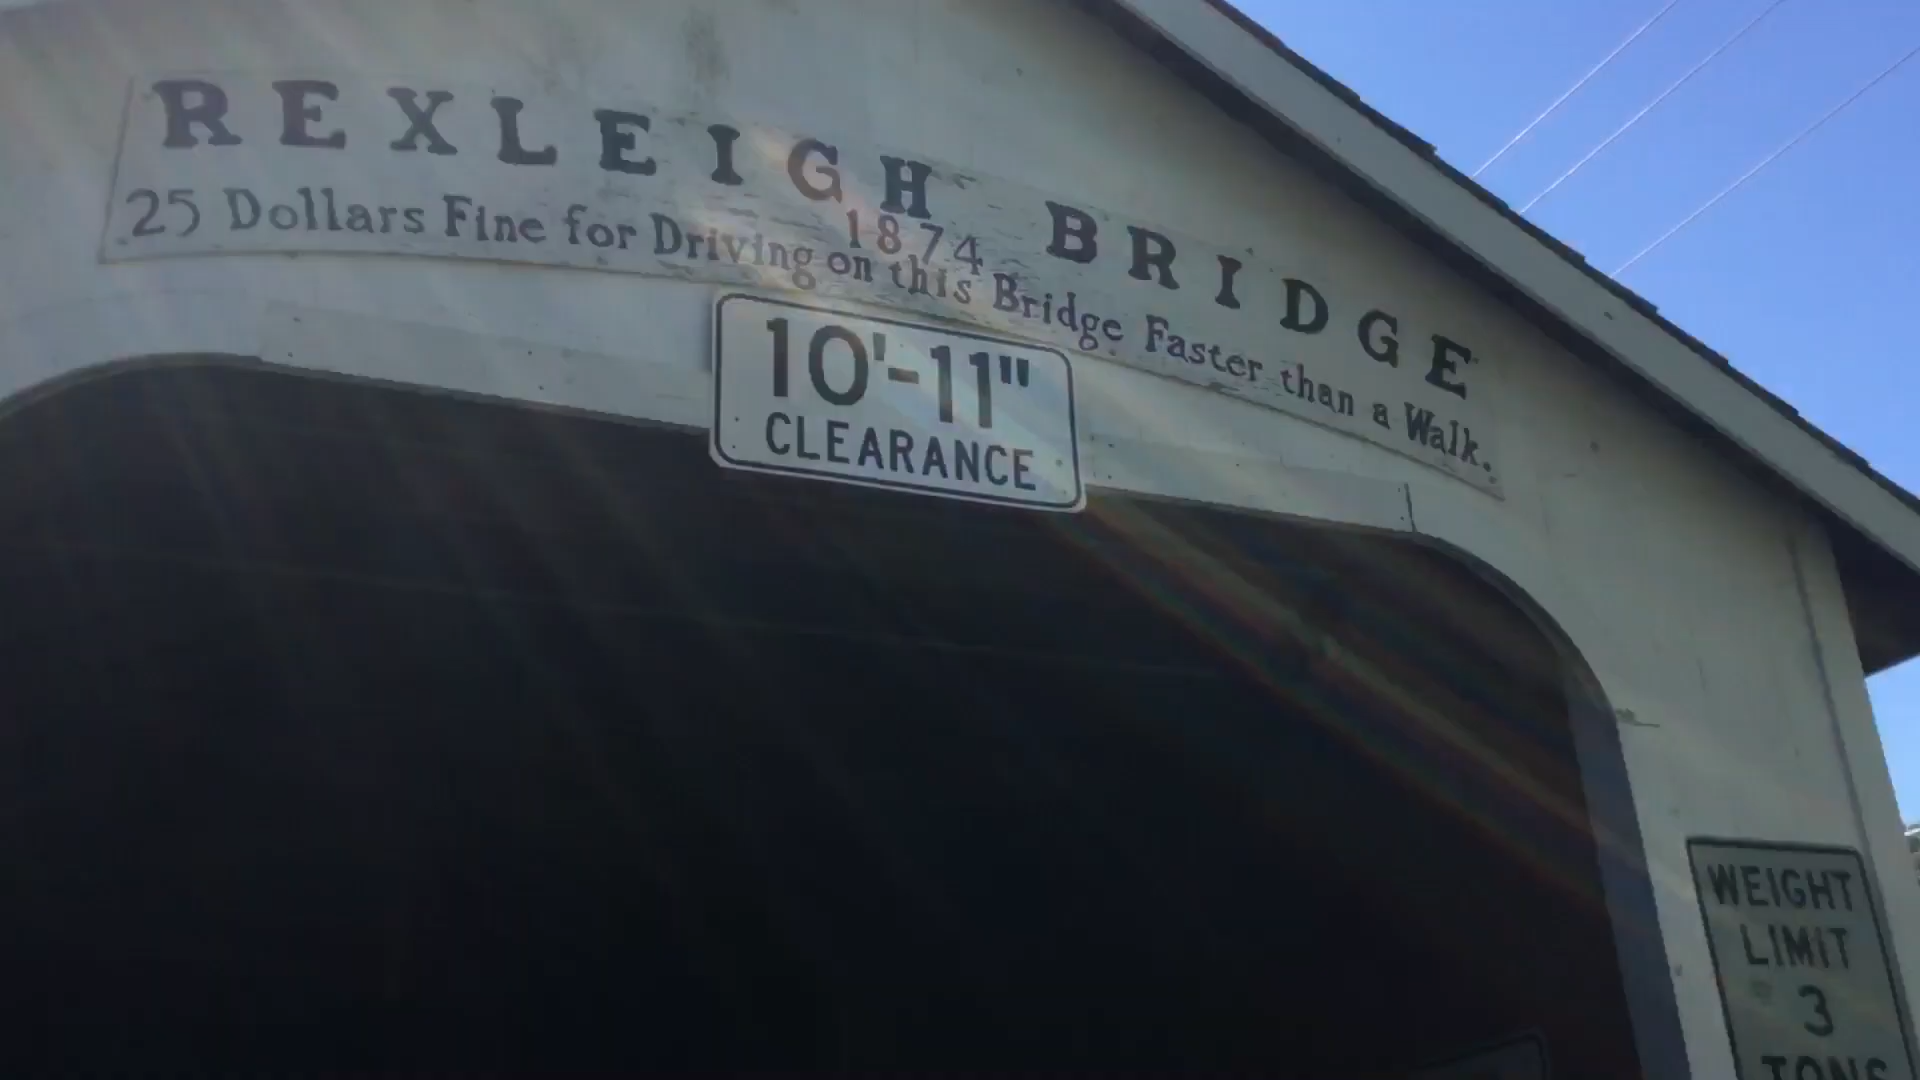 REXLEIGH BRIDGE
1874
25 Dollars Fine for Driving on this Bridge Faster than a Walk.
10'-11"
CLEARANCE
WEIGHT
LIMIT
3
TONS